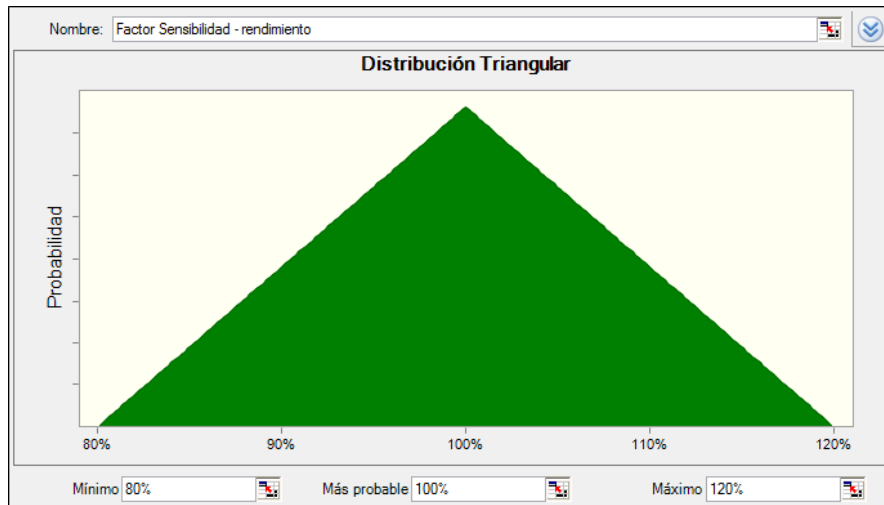 Nombre: Factor Sensibilidad - rendimiento
Distribución Triangular
Probabilidad
80% 90% 100% 110% 120%
Mínimo 80% Más probable 100% Máximo 120%